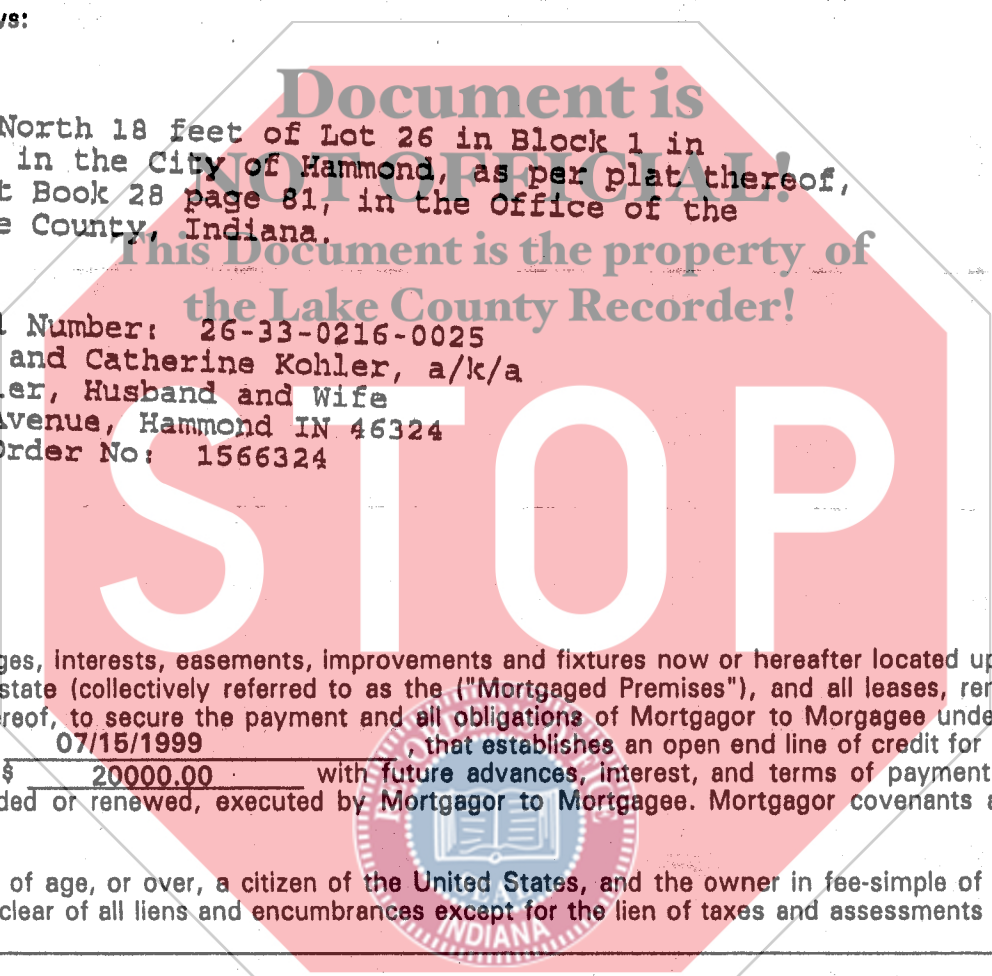 ys:
Document is
North 18 feet of Lot 26 in Block 1 in
NOT OFFICIAL!
in the City of Hammond, as per plat thereof,
t Book 28 page 81, in the Office of the
e County, Indiana.
This Document is the property of
the Lake County Recorder!
l Number: 26-33-0216-0025
and Catherine Kohler, a/k/a
ler, Husband and Wife
Avenue, Hammond IN 46324
Order No: 1566324
STOP
ges, interests, easements, improvements and fixtures now or hereafter located up
state (collectively referred to as the ("Mortgaged Premises"), and all leases, ren
ereof, to secure the payment and all obligations of Mortgagor to Morgagee unde
07/15/1999 , that establishes an open end line of credit for
$ 20000.00 with future advances, interest, and terms of payment
ded or renewed, executed by Mortgagor to Mortgagee. Mortgagor covenants a
of age, or over, a citizen of the United States, and the owner in fee-simple of
clear of all liens and encumbrances except for the lien of taxes and assessments
SEAL
INDIANA